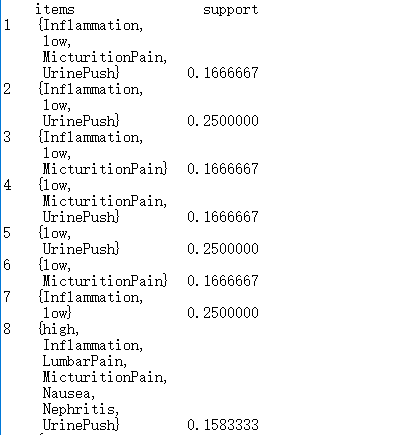 items support
1 {Inflammation,
low,
MicturitionPain,
UrinePush} 0.1666667
2 {Inflammation,
low,
UrinePush} 0.2500000
3 {Inflammation,
low,
MicturitionPain} 0.1666667
4 {low,
MicturitionPain,
UrinePush} 0.1666667
5 {low,
UrinePush} 0.2500000
6 {low,
MicturitionPain} 0.1666667
7 {Inflammation,
low} 0.2500000
8 {high,
Inflammation,
LumbarPain,
MicturitionPain,
Nausea,
Nephritis,
UrinePush} 0.1583333